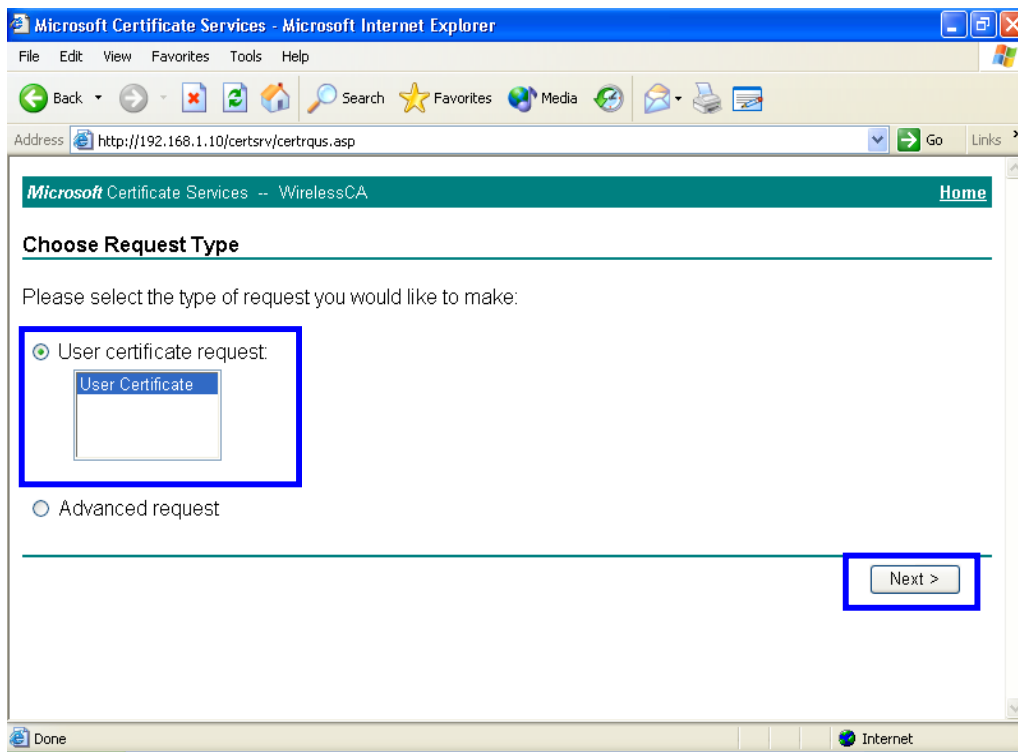 Microsoft Certificate Services - Microsoft Internet Explorer
File Edit View Favorites Tools Help
Back Search Favorites Media
Address http://192.168.1.10/certsrv/certrqus.asp Go Links »
Microsoft Certificate Services -- WirelessCA Home
Choose Request Type
Please select the type of request you would like to make:
User certificate request:
User Certificate
Advanced request
Next >
Done Internet